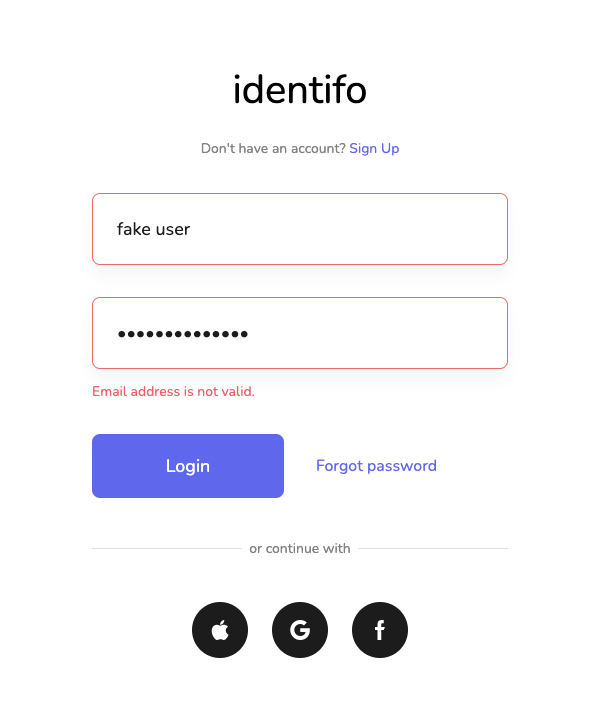 identifo
Don't have an account? Sign Up
fake user
••••••••••••••
Email address is not valid.
Login Forgot password
or continue with